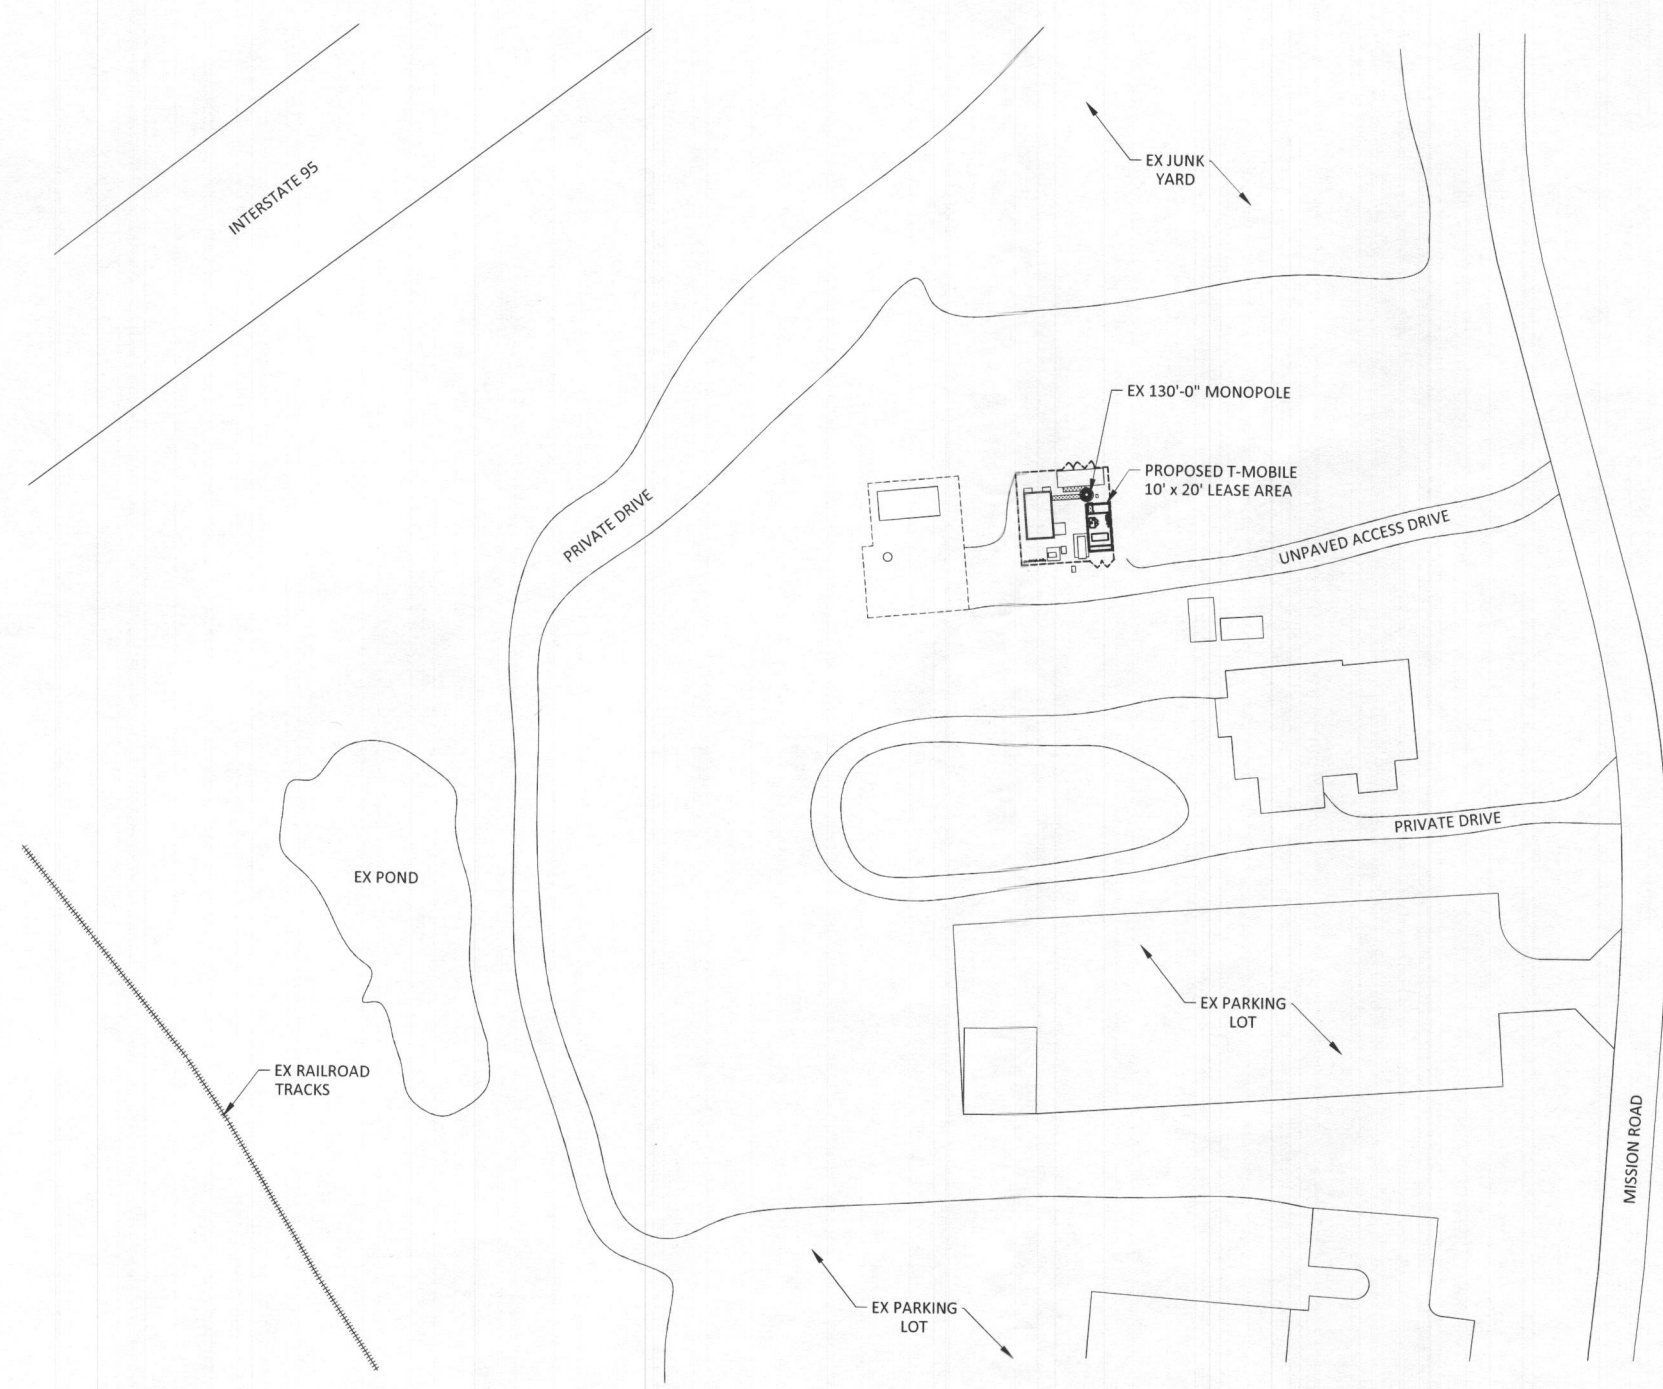 INTERSTATE 95
EX JUNK
YARD
EX 130'-0" MONOPOLE
PROPOSED T-MOBILE
10' x 20' LEASE AREA
PRIVATE DRIVE
UNPAVED ACCESS DRIVE
PRIVATE DRIVE
EX POND
EX PARKING
LOT
EX RAILROAD
TRACKS
MISSION ROAD
EX PARKING
LOT